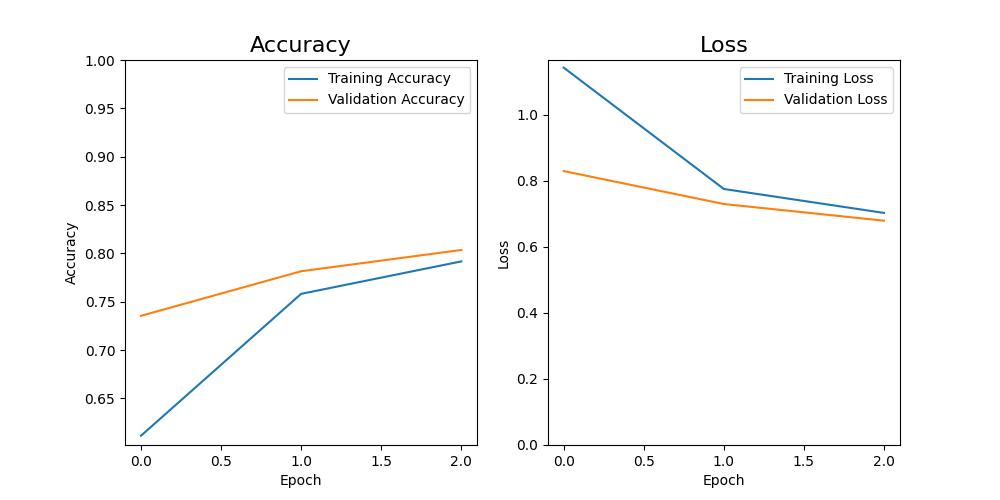 Accuracy
1.00
0.95
0.90
0.85
0.80
0.75
0.70
0.65
Accuracy
Training Accuracy
Validation Accuracy
0.0 0.5 1.0 1.5 2.0
Epoch
Loss
1.0
0.8
0.6
0.4
0.2
0.0
Loss
Training Loss
Validation Loss
0.0 0.5 1.0 1.5 2.0
Epoch